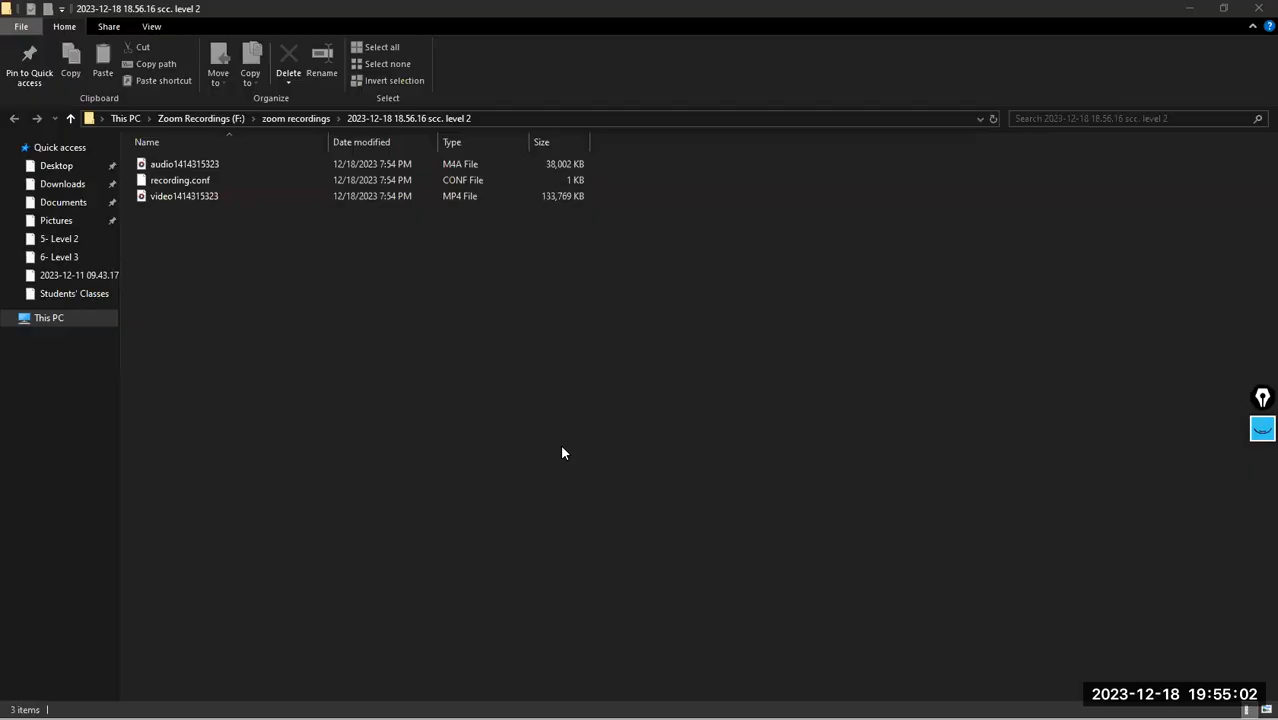 2023-12-18 18.56.16 scc. level 2
File Home Share View
Pin to Quick access
Copy
Paste
Cut
Copy path
Paste shortcut
Clipboard
Move to
Copy to
Delete
Rename
Organize
Select all
Select none
Invert selection
Select
This PC > Zoom Recordings (F:) > zoom recordings > 2023-12-18 18.56.16 scc. level 2
Search 2023-12-18 18.56.16 scc. level 2
Quick access
Desktop
Downloads
Documents
Pictures
5- Level 2
6- Level 3
2023-12-11 09.43.17
Students' Classes
This PC
Name Date modified Type Size
audio1414315323 12/18/2023 7:54 PM M4A File 38,002 KB
recording.conf 12/18/2023 7:54 PM CONF File 1 KB
video1414315323 12/18/2023 7:54 PM MP4 File 133,769 KB
2023-12-18 19:55:02
3 items